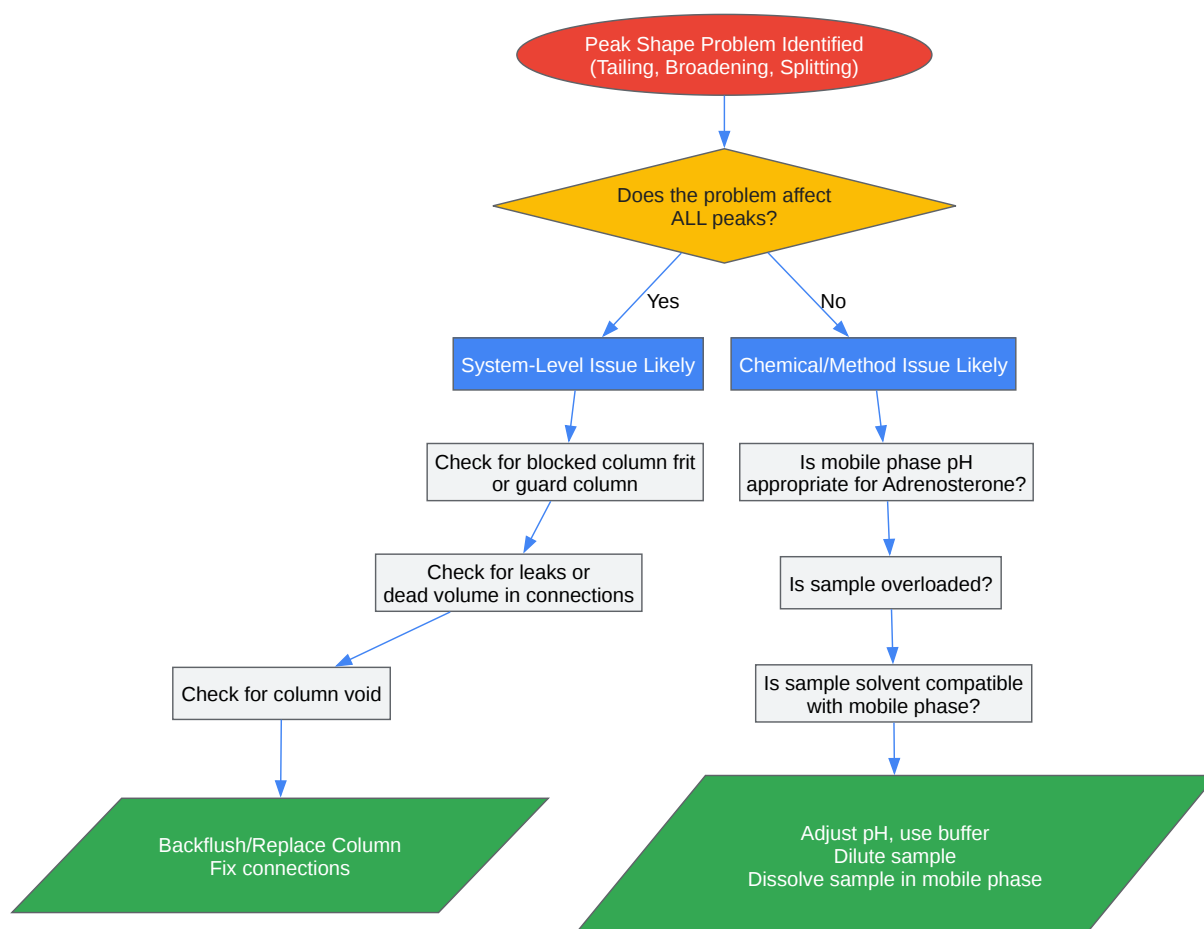 Peak Shape Problem Identified
(Tailing, Broadening, Splitting)
Does the problem affect
ALL peaks?
Yes
No
System-Level Issue Likely
Chemical/Method Issue Likely
Check for blocked column frit
or guard column
Is mobile phase pH
appropriate for Adrenosterone?
Check for leaks or
dead volume in connections
Is sample overloaded?
Check for column void
Is sample solvent compatible
with mobile phase?
Backflush/Replace Column
Fix connections
Adjust pH, use buffer
Dilute sample
Dissolve sample in mobile phase